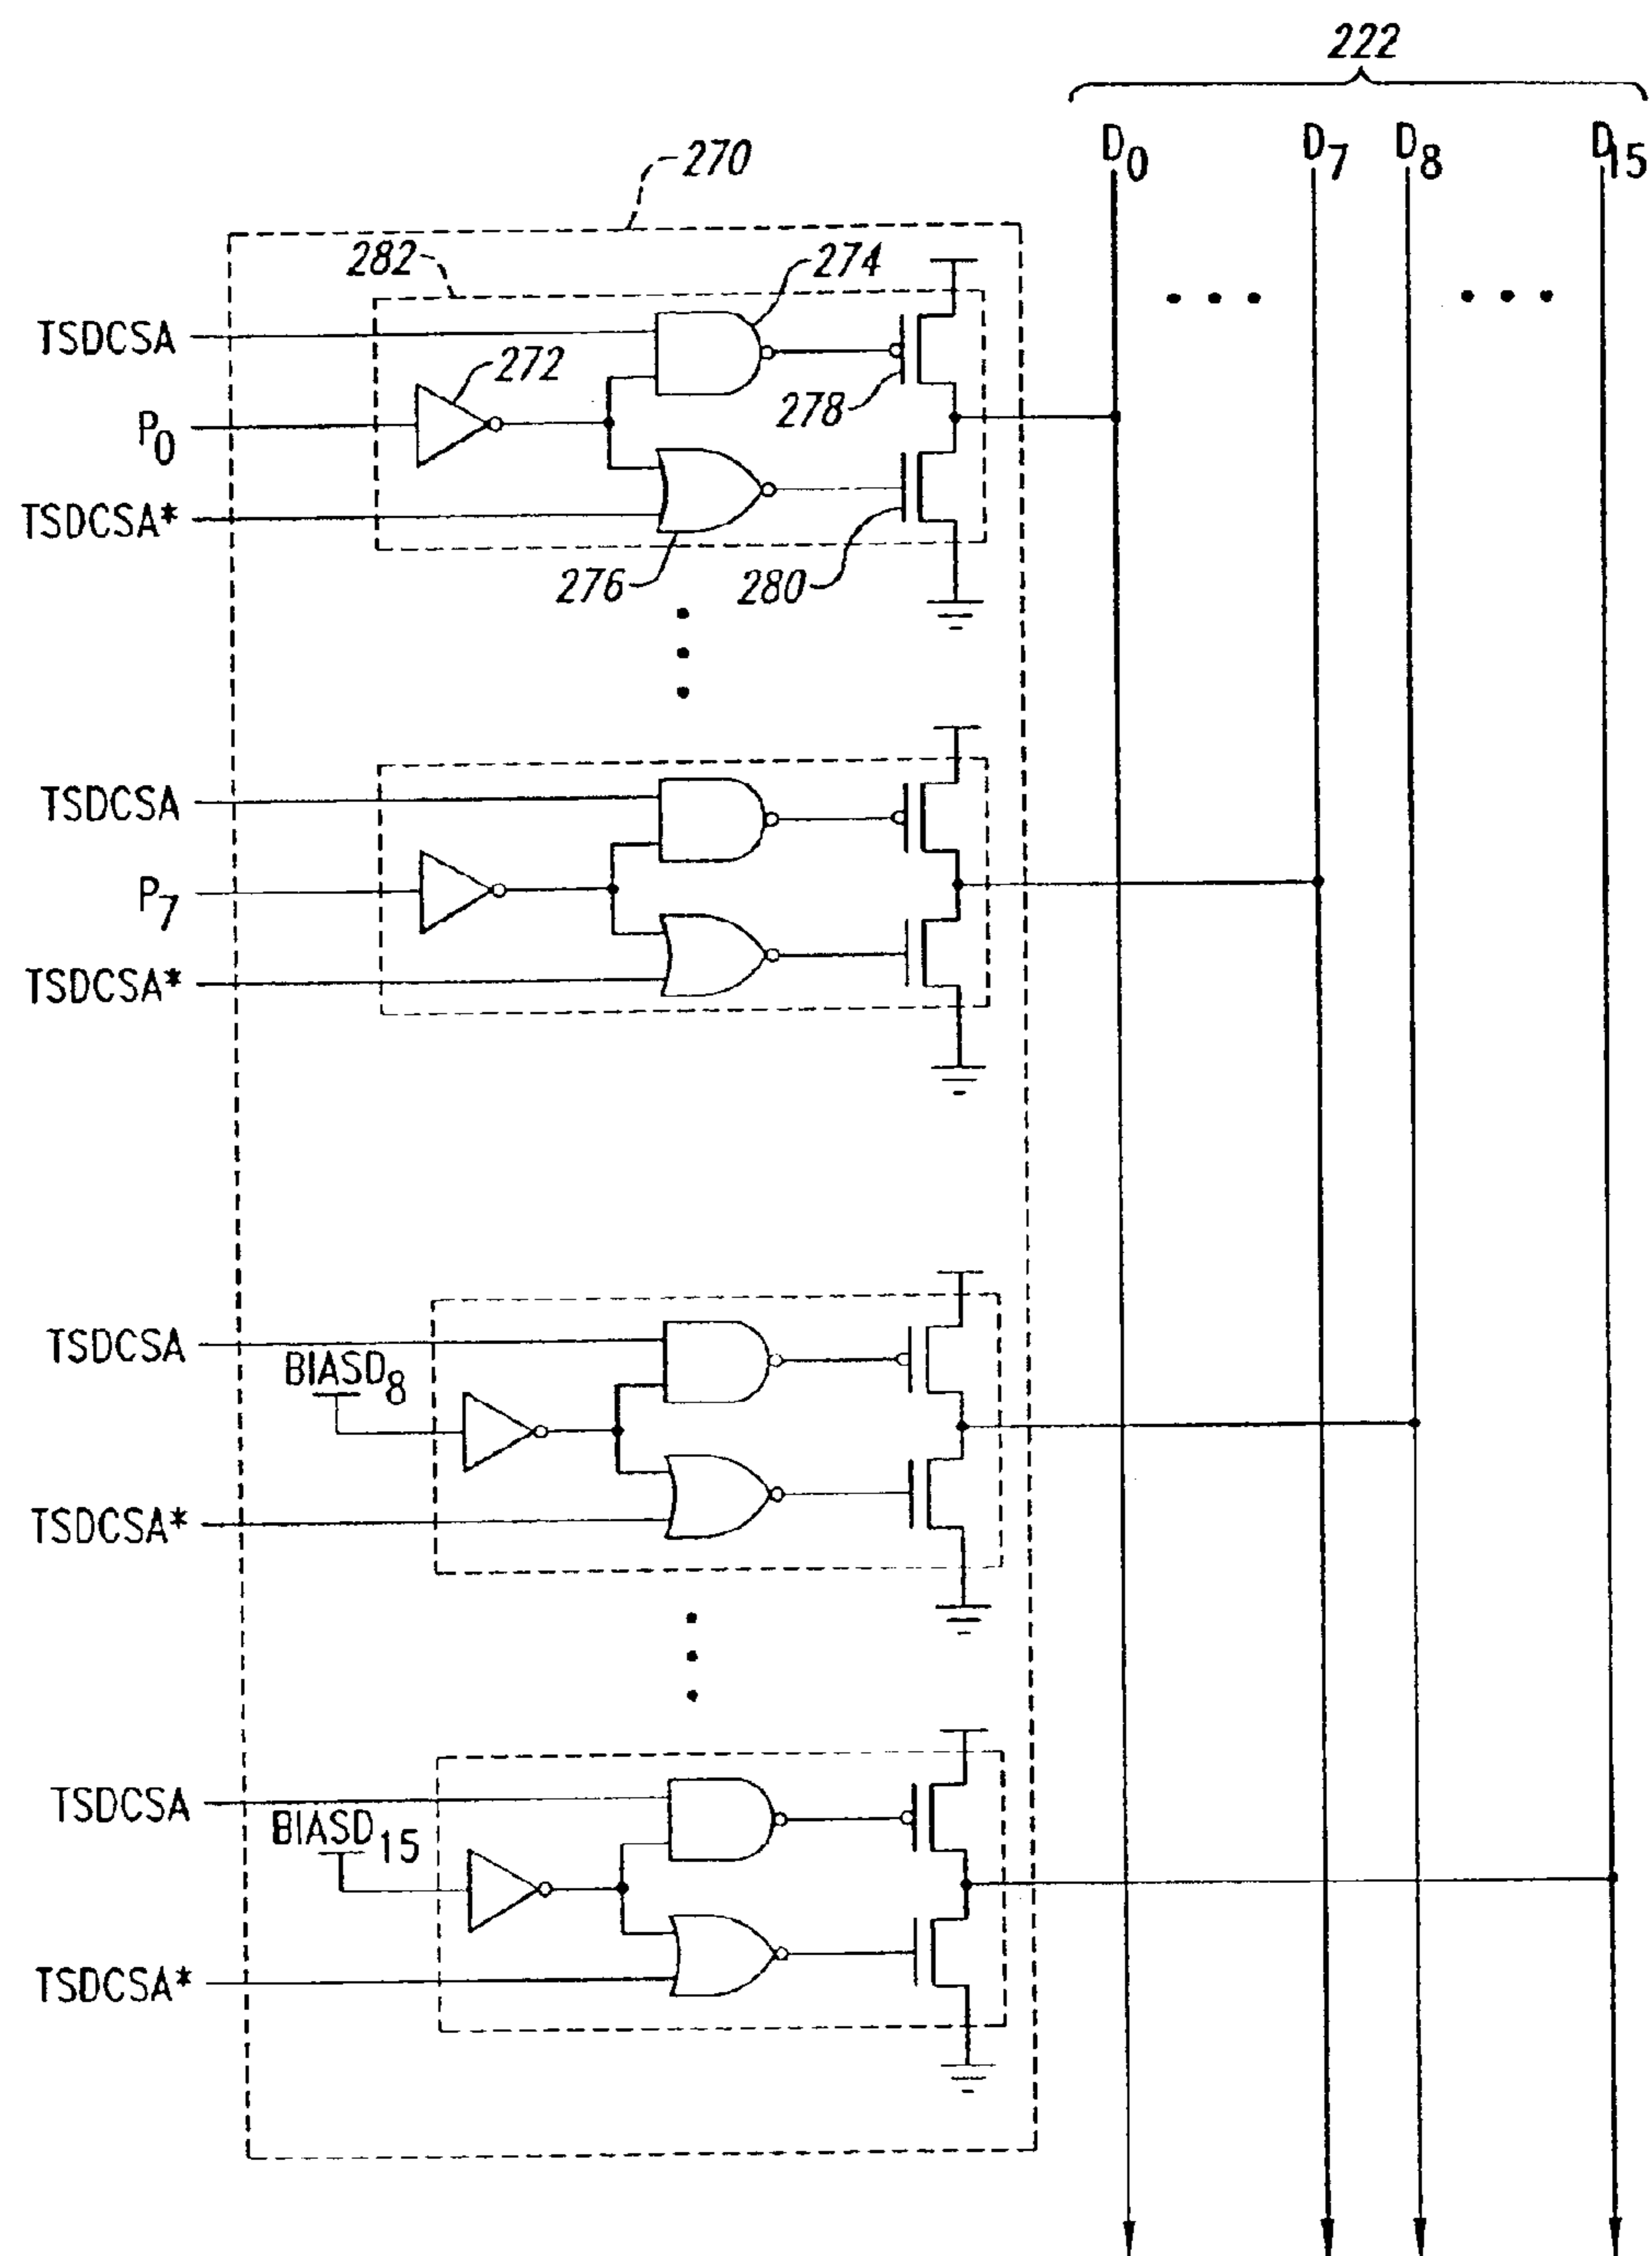 222
D0 D7 D8 D15
270
282
274
TSDCSA
272
P0
278
TSDCSA*
276
280
TSDCSA
P7
TSDCSA*
TSDCSA
BIASD8
TSDCSA*
TSDCSA
BIASD15
TSDCSA*